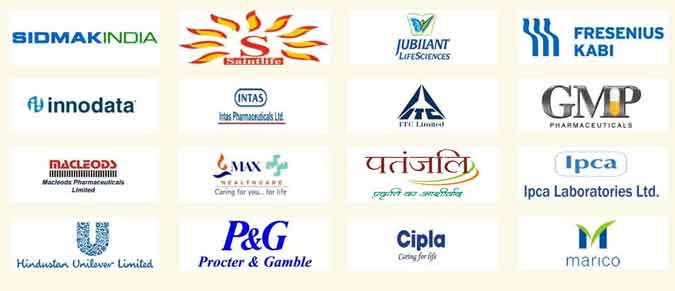 SIDMAKINDIA
S
Salutlife
JUBILANT
LIFESCIENCES
FRESENIUS
KABI
innodata
INTAS
Intas Pharmaceuticals Ltd.
ITC Limited
GMP
PHARMACEUTICALS
MACLEODS
Macleods Pharmaceuticals
Limited
MAX
HEALTHCARE
Caring for you... for life
पतंजलि
प्रकृति का आशीर्वाद
Ipca
Ipca Laboratories Ltd.
Hindustan Unilever Limited
P&G
Procter & Gamble
Cipla
Caring for life
marico